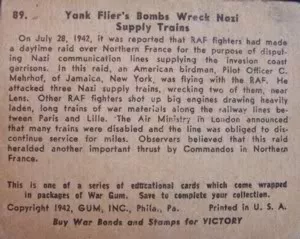 89. Yank Flier's Bombs Wreck Nazi
Supply Trains
On July 28, 1942, it was reported that RAF fighters had made
a daytime raid over Northern France for the purpose of dispu-
ting Nazi communication lines supplying the invasion coast
garrisons. In this raid, an American birdman, Pilot Officer C.
Mehrhof, of Jamaica, New York, was flying with the RAF. He
attacked three Nazi supply trains, wrecking two of them, near
Lens. Other RAF fighters shot up big engines drawing heavily
laden, long trains of war materials along the railway lines be-
tween Paris and Lille. The Air Ministry in London announced
that many trains were disabled and the line was obliged to dis-
continue service for miles. Observers believed that this raid
heralded another important thrust by Commandos in Northern
France.
This is one of a series of educational cards which come wrapped
in packages of War Gum. Save to complete your collection.
Copyright 1942, GUM, INC., Phila., Pa. Printed in U. S. A.
Buy War Bonds and Stamps for VICTORY